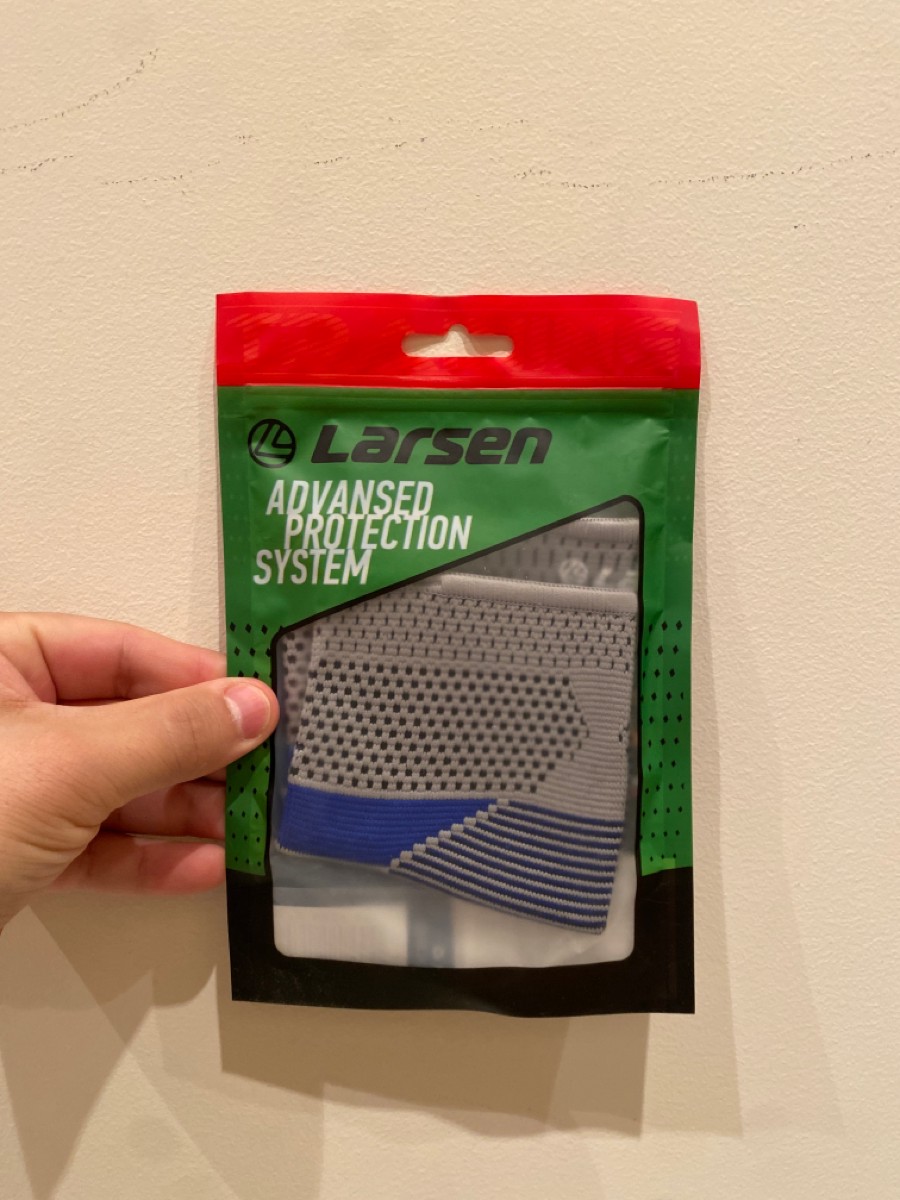 Larsen
ADVANSED
PROTECTION
SYSTEM